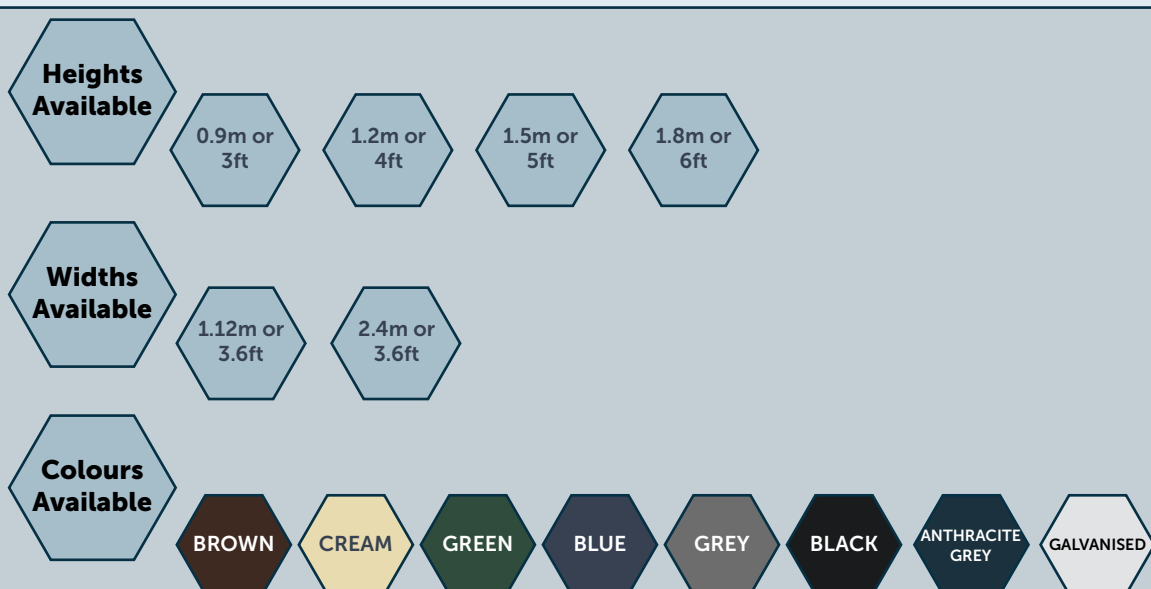 Heights
Available
0.9m or
3ft
1.2m or
4ft
1.5m or
5ft
1.8m or
6ft
Widths
Available
1.12m or
3.6ft
2.4m or
3.6ft
Colours
Available
BROWN
CREAM
GREEN
BLUE
GREY
BLACK
ANTHRACITE
GREY
GALVANISED